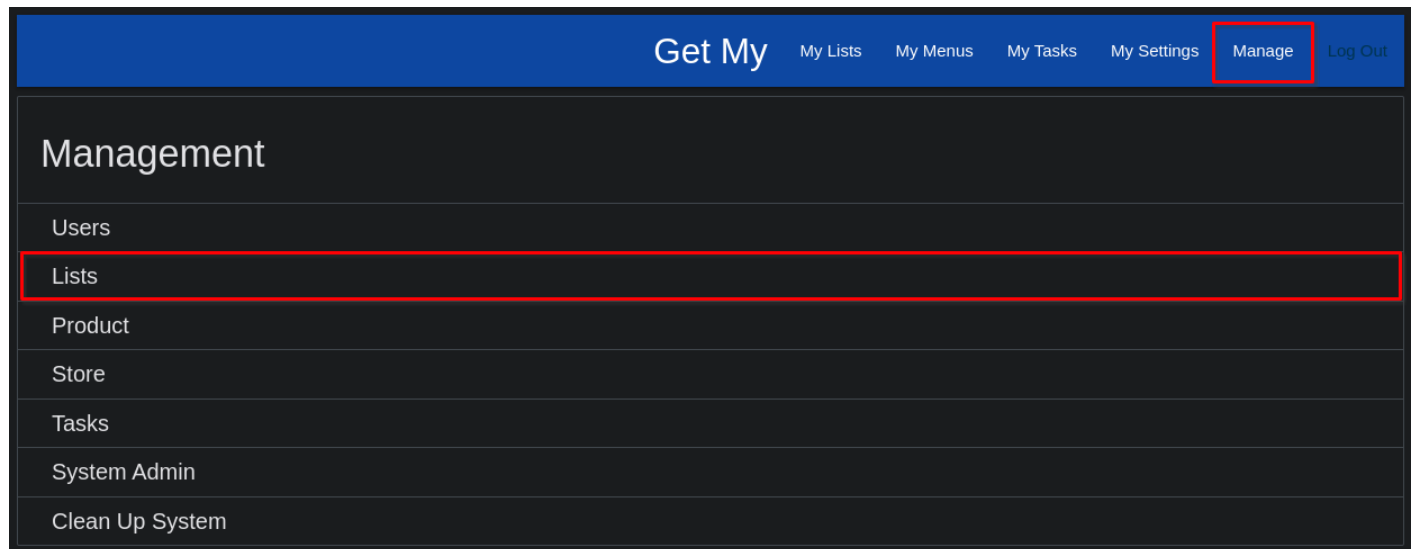 Get My My Lists My Menus My Tasks My Settings Manage Log Out
Management
Users
Lists
Product
Store
Tasks
System Admin
Clean Up System